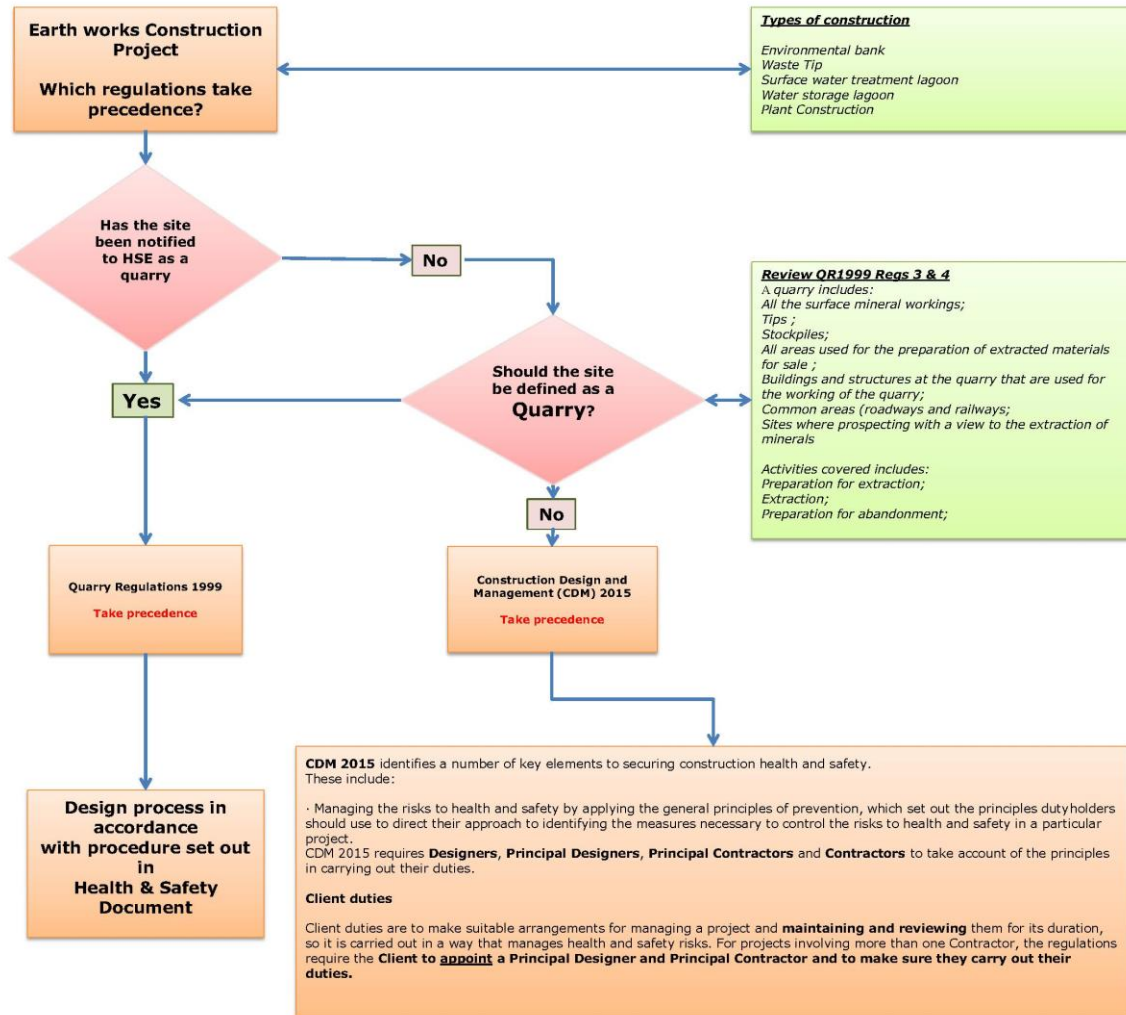 Earth works Construction
Project
Which regulations take
precedence?
Types of construction
Environmental bank
Waste Tip
Surface water treatment lagoon
Water storage lagoon
Plant Construction
Has the site
been notified
to HSE as a
quarry
No
Review QR1999 Regs 3 & 4
A quarry includes:
All the surface mineral workings;
Tips ;
Stockpiles;
All areas used for the preparation of extracted materials
for sale ;
Buildings and structures at the quarry that are used for
the working of the quarry;
Common areas (roadways and railways;
Sites where prospecting with a view to the extraction of
minerals
Activities covered includes:
Preparation for extraction;
Extraction;
Preparation for abandonment;
Should the site
be defined as a
Quarry?
Yes
No
Quarry Regulations 1999
Take precedence
Construction Design and
Management (CDM) 2015
Take precedence
Design process in
accordance
with procedure set out
in
Health & Safety
Document
CDM 2015 identifies a number of key elements to securing construction health and safety.
These include:
· Managing the risks to health and safety by applying the general principles of prevention, which set out the principles dutyholders
should use to direct their approach to identifying the measures necessary to control the risks to health and safety in a particular
project.
CDM 2015 requires Designers, Principal Designers, Principal Contractors and Contractors to take account of the principles
in carrying out their duties.
Client duties
Client duties are to make suitable arrangements for managing a project and maintaining and reviewing them for its duration,
so it is carried out in a way that manages health and safety risks. For projects involving more than one Contractor, the regulations
require the Client to appoint a Principal Designer and Principal Contractor and to make sure they carry out their
duties.